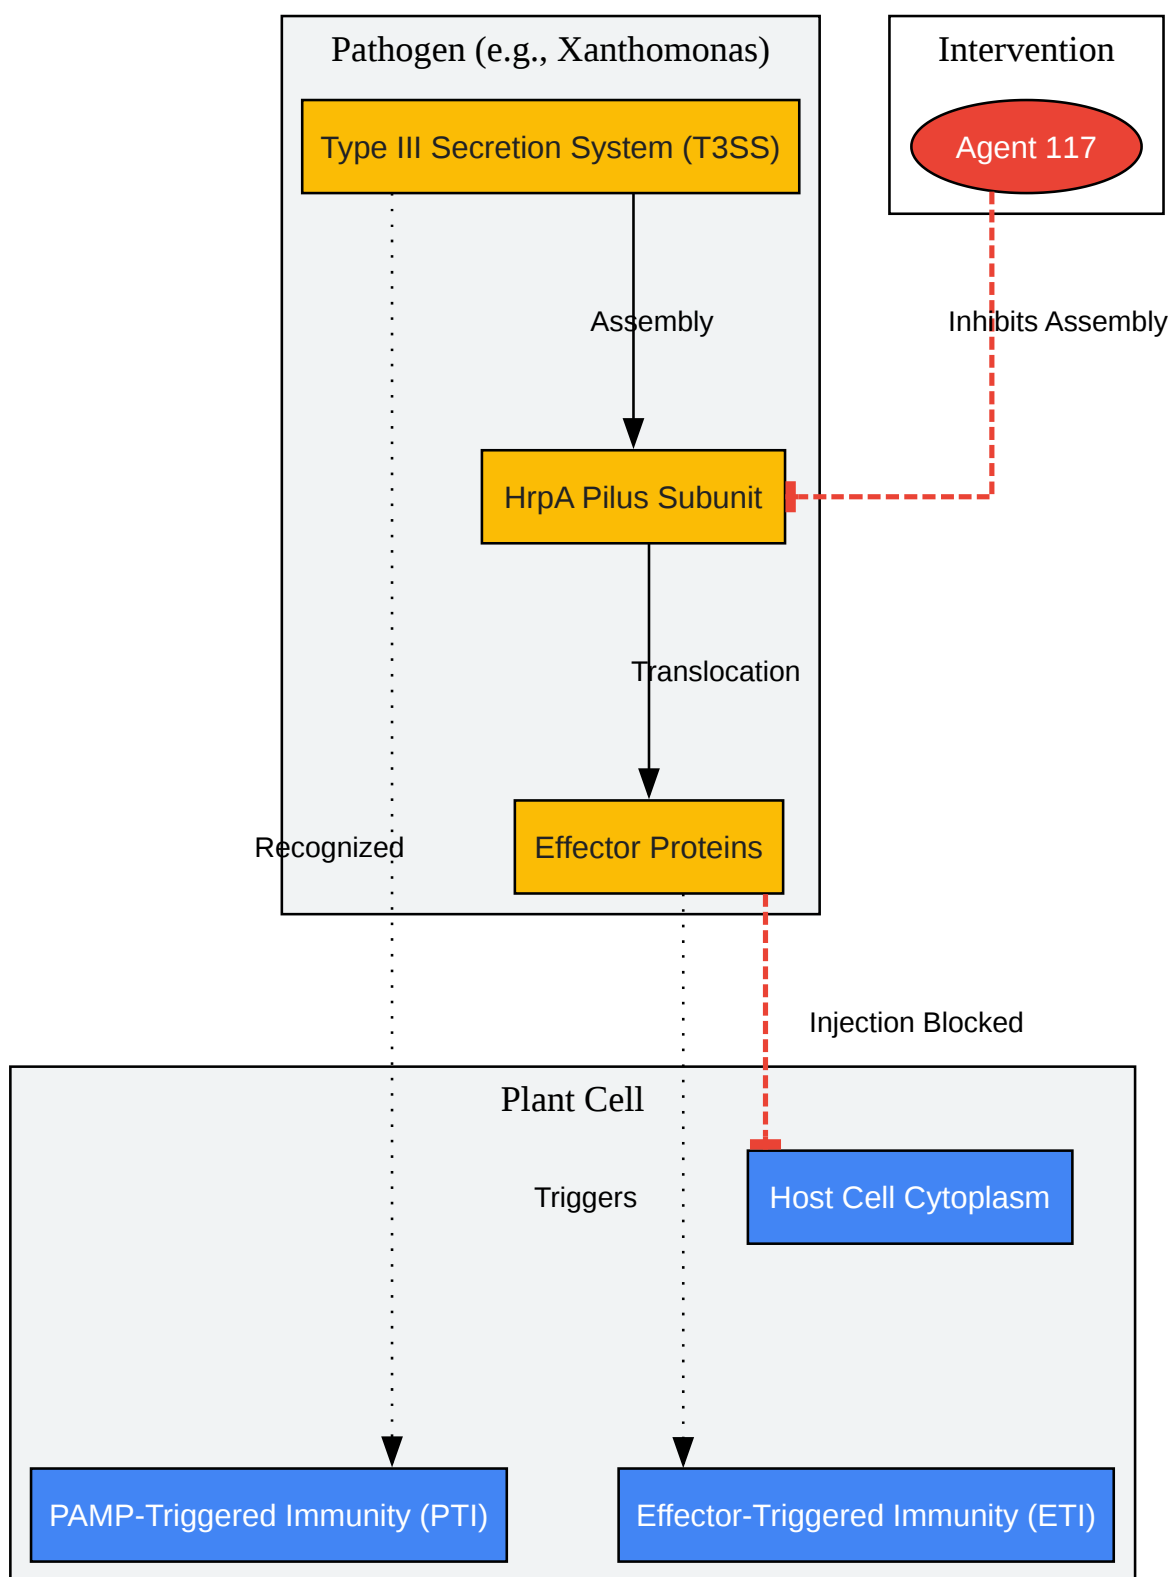 Pathogen (e.g., Xanthomonas)
Intervention
Type III Secretion System (T3SS)
Agent 117
Assembly
Inhibits Assembly
HrpA Pilus Subunit
Translocation
Recognized
Effector Proteins
Injection Blocked
Plant Cell
Triggers
Host Cell Cytoplasm
PAMP-Triggered Immunity (PTI)
Effector-Triggered Immunity (ETI)